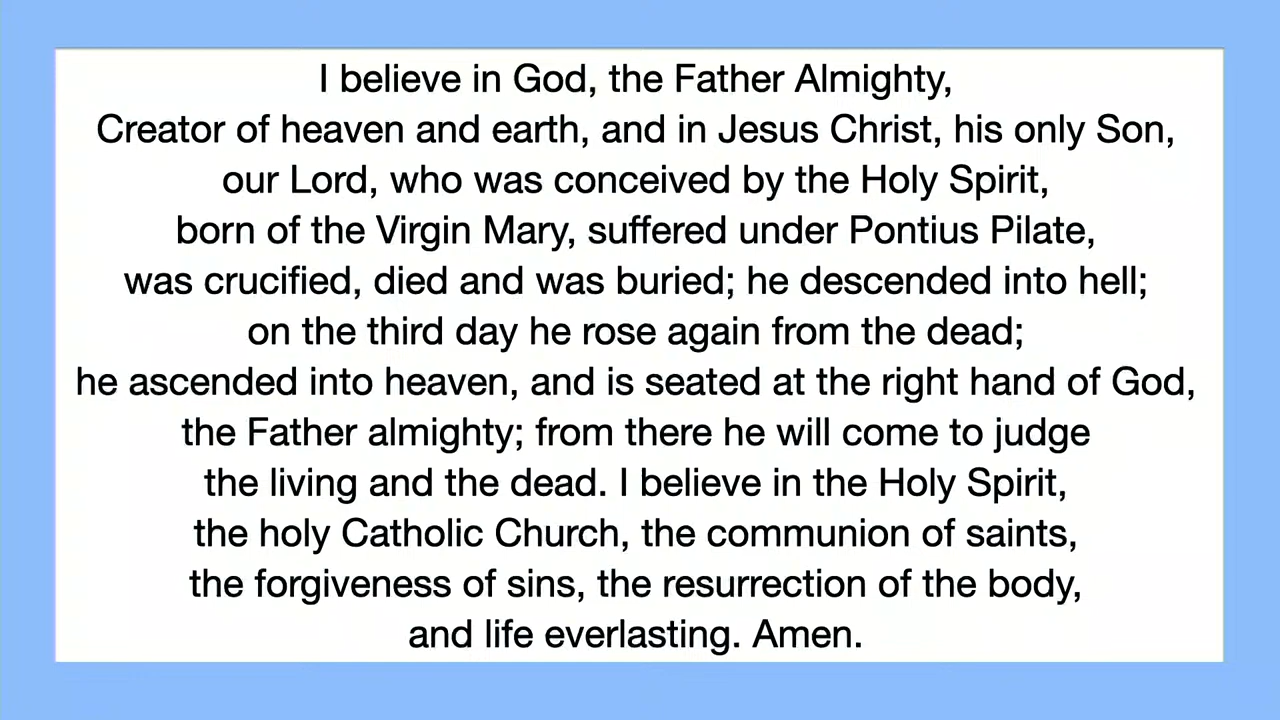 I believe in God, the Father Almighty,
Creator of heaven and earth, and in Jesus Christ, his only Son,
our Lord, who was conceived by the Holy Spirit,
born of the Virgin Mary, suffered under Pontius Pilate,
was crucified, died and was buried; he descended into hell;
on the third day he rose again from the dead;
he ascended into heaven, and is seated at the right hand of God,
the Father almighty; from there he will come to judge
the living and the dead. I believe in the Holy Spirit,
the holy Catholic Church, the communion of saints,
the forgiveness of sins, the resurrection of the body,
and life everlasting. Amen.